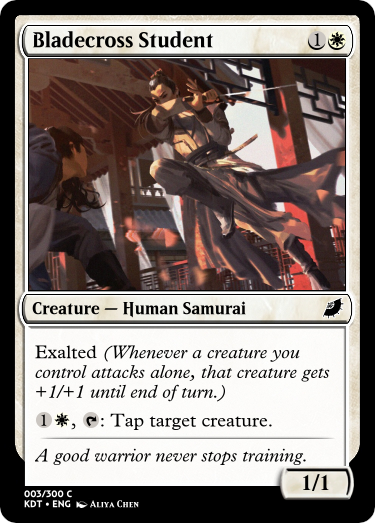 Bladecross Student 1
Creature — Human Samurai
Exalted (Whenever a creature you
control attacks alone, that creature gets
+1/+1 until end of turn.)
1 , : Tap target creature.
A good warrior never stops training.
1/1
003/300 C
KDT • ENG Aliya Chen